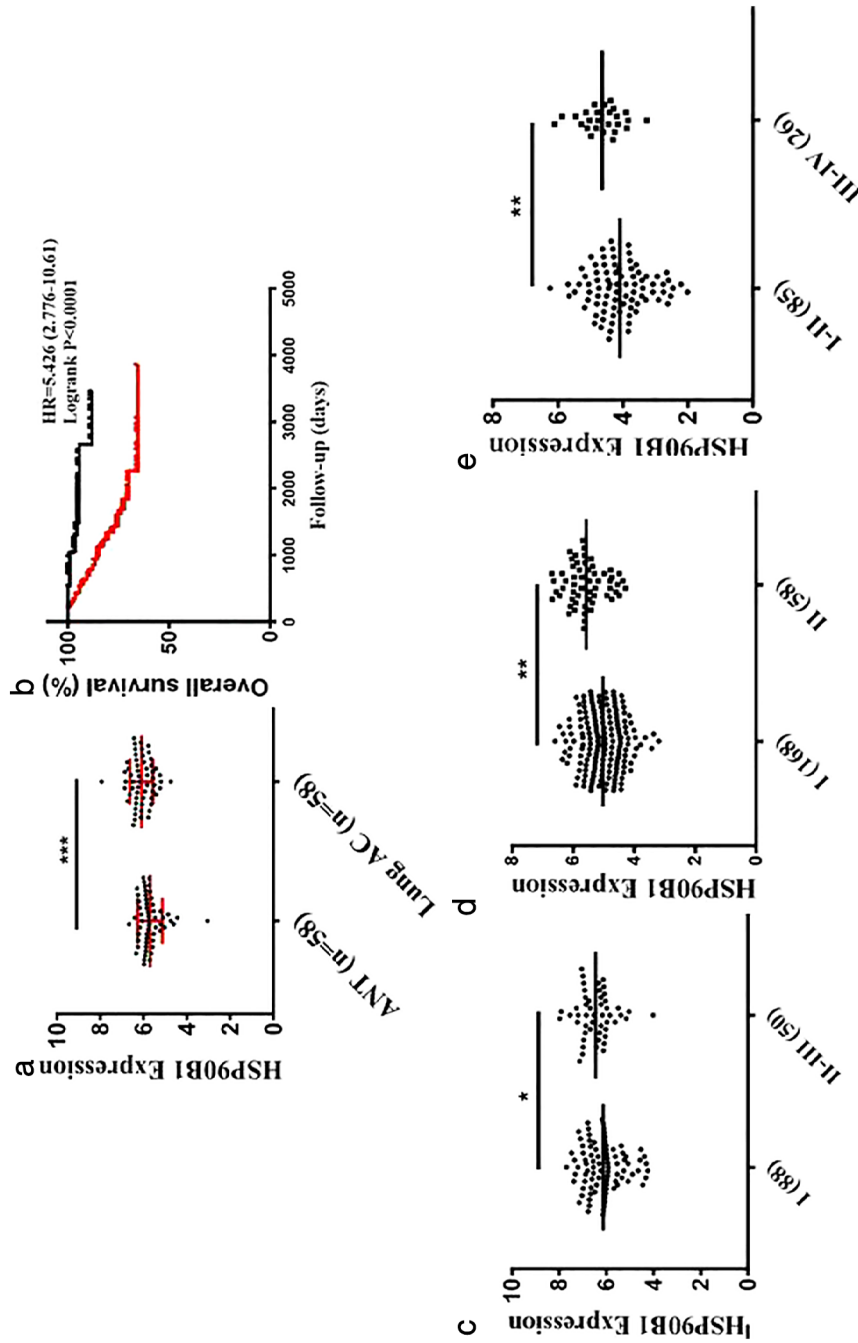 a
HSP90B1 Expression
10
8
6
4
2
0
***
ANT (n=58)
Lung AC (n=58)
b
Overall survival (%)
100
50
0
HR=5.426 (2.776-10.61)
Logrank P<0.0001
0
1000
2000
3000
4000
5000
Follow-up (days)
c
HSP90B1 Expression
10
8
6
4
2
0
*
I (88)
II-III (50)
d
HSP90B1 Expression
8
6
4
2
0
**
I (168)
II (58)
e
HSP90B1 Expression
8
6
4
2
0
**
I-II (85)
III-IV (26)